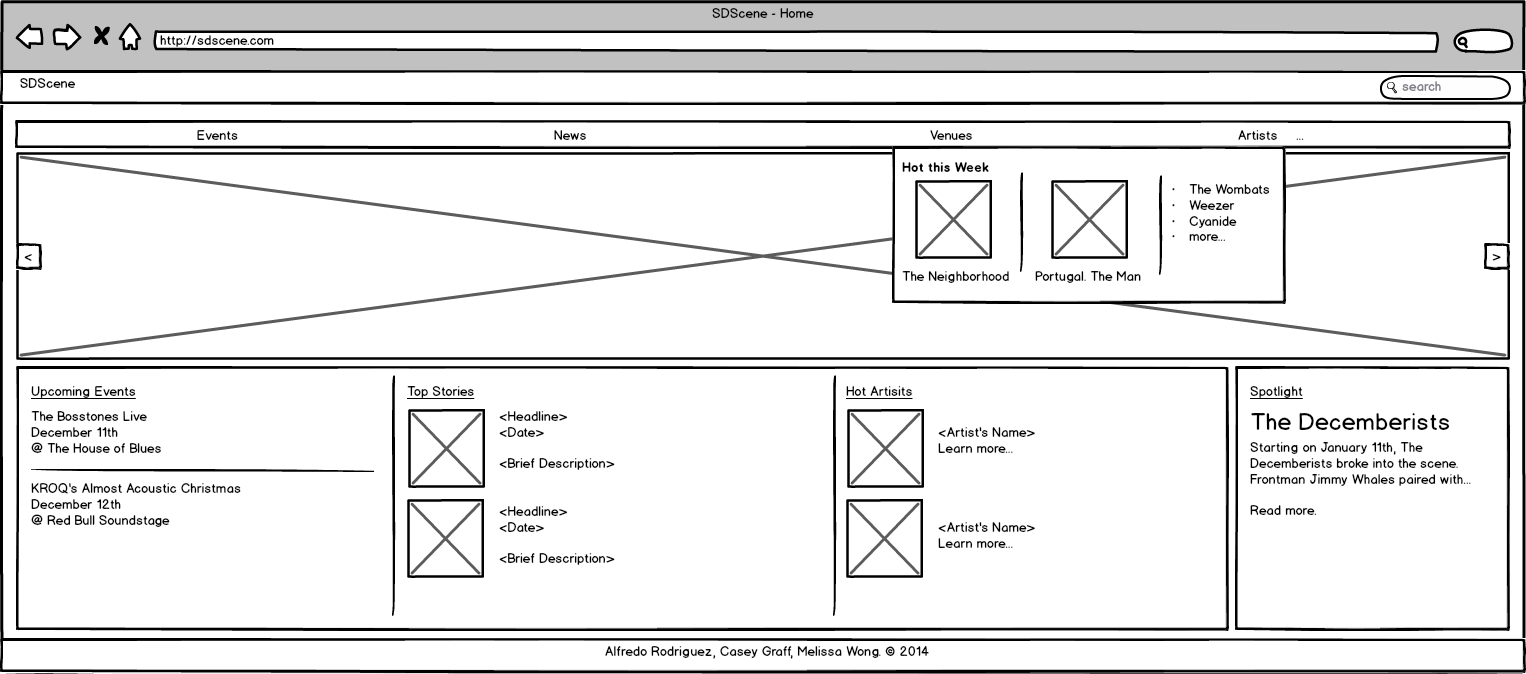 SDScene - Home
http://sdscene.com
SDScene
search
Events News Venues Artists ...
Hot this Week
The Neighborhood
Portugal. The Man
· The Wombats
· Weezer
· Cyanide
· more...
<
>
Upcoming Events
The Bosstones Live
December 11th
@ The House of Blues
KROQ's Almost Acoustic Christmas
December 12th
@ Red Bull Soundstage
Top Stories
<Headline>
<Date>
<Brief Description>
<Headline>
<Date>
<Brief Description>
Hot Artisits
<Artist's Name>
Learn more...
<Artist's Name>
Learn more...
Spotlight
The Decemberists
Starting on January 11th, The
Decemberists broke into the scene.
Frontman Jimmy Whales paired with...
Read more.
Alfredo Rodriguez, Casey Graff, Melissa Wong. © 2014